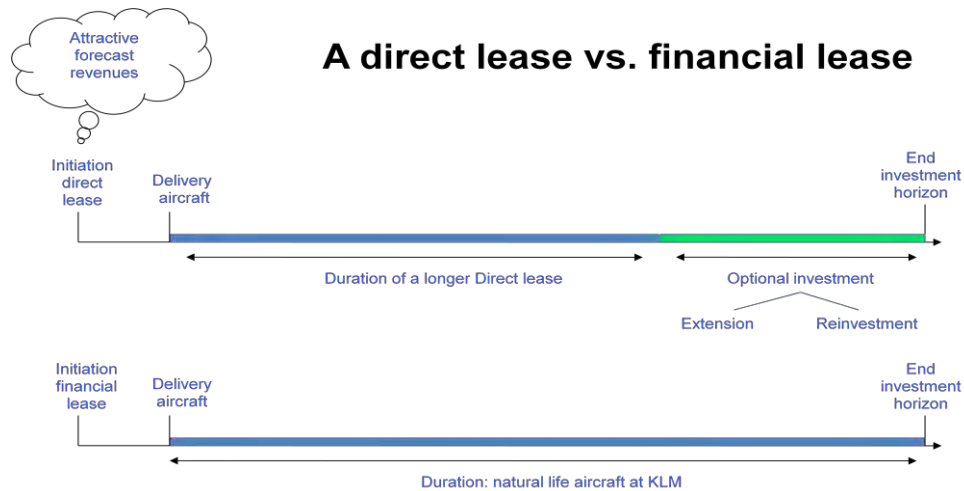 Attractive
forecast
revenues
A direct lease vs. financial lease
Initiation
direct
lease
Delivery
aircraft
End
investment
horizon
Duration of a longer Direct lease
Optional investment
Extension
Reinvestment
Initiation
financial
lease
Delivery
aircraft
End
investment
horizon
Duration: natural life aircraft at KLM